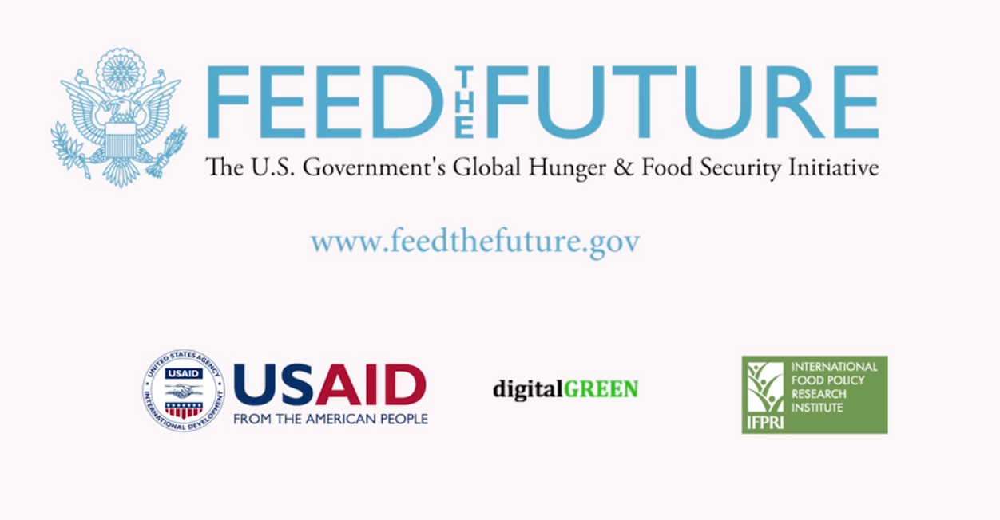 FEED THE FUTURE
The U.S. Government's Global Hunger & Food Security Initiative
www.feedthefuture.gov
UNITED STATES AGENCY
INTERNATIONAL DEVELOPMENT
USAID
USAID
FROM THE AMERICAN PEOPLE
digitalGREEN
INTERNATIONAL
FOOD POLICY
RESEARCH
INSTITUTE
IFPRI